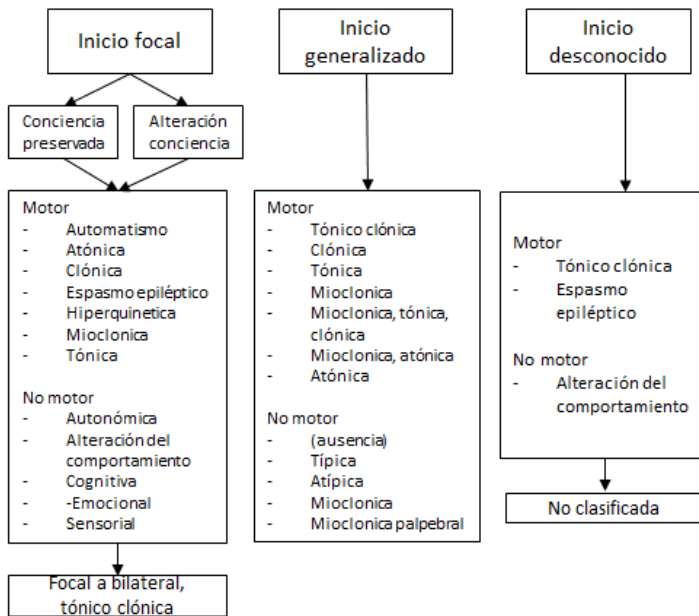 Inicio focal
Conciencia
preservada
Alteración
conciencia
Motor
- Automatismo
- Atónica
- Clónica
- Espasmo epiléptico
- Hiperquinetica
- Mioclonica
- Tónica
No motor
- Autonómica
- Alteración del
comportamiento
- Cognitiva
- -Emocional
- Sensorial
Focal a bilateral,
tónico clónica
Inicio
generalizado
Motor
- Tónico clónica
- Clónica
- Tónica
- Mioclonica
- Mioclonica, tónica,
clónica
- Mioclonica, atónica
- Atónica
No motor
- (ausencia)
- Típica
- Atípica
- Mioclonica
- Mioclonica palpebral
Inicio
desconocido
Motor
- Tónico clónica
- Espasmo
epiléptico
No motor
- Alteración del
comportamiento
No clasificada